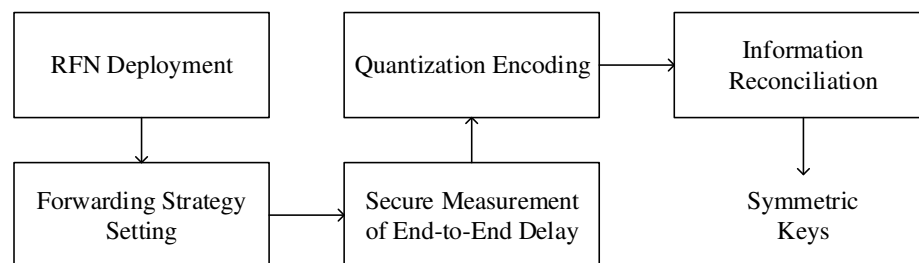 RFN Deployment
Forwarding Strategy
Setting
Secure Measurement
of End-to-End Delay
Quantization Encoding
Information
Reconciliation
Symmetric
Keys